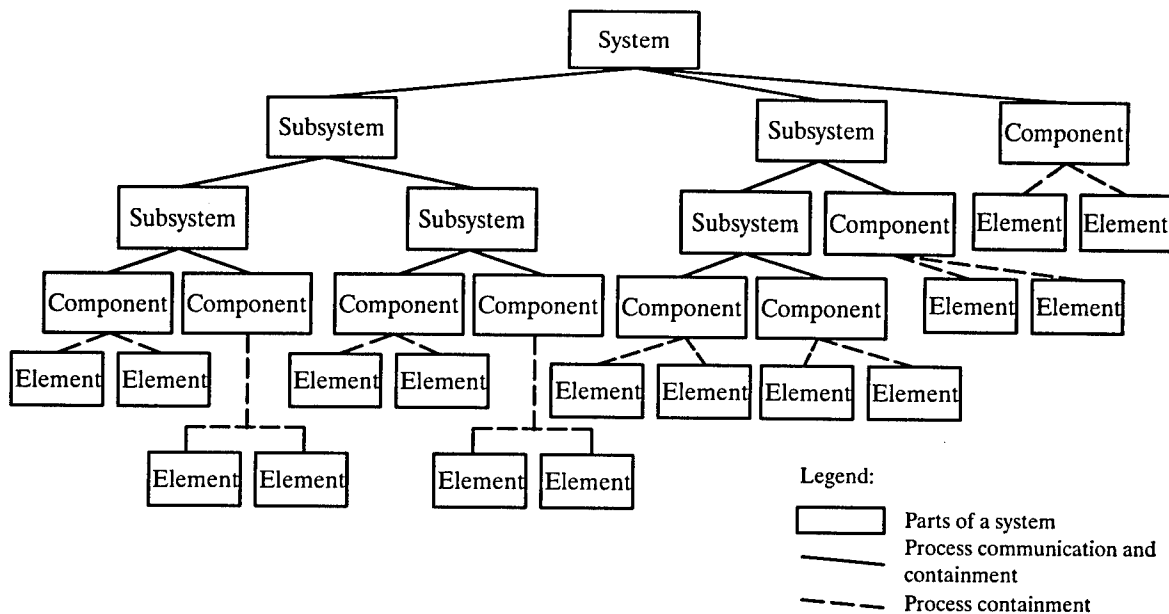 System
Subsystem
Subsystem
Component
Subsystem
Subsystem
Subsystem
Component
Element
Element
Component
Component
Component
Component
Component
Component
Element
Element
Element
Element
Element
Element
Element
Element
Element
Element
Element
Element
Element
Element
Legend:
Parts of a system
Process communication and
containment
Process containment